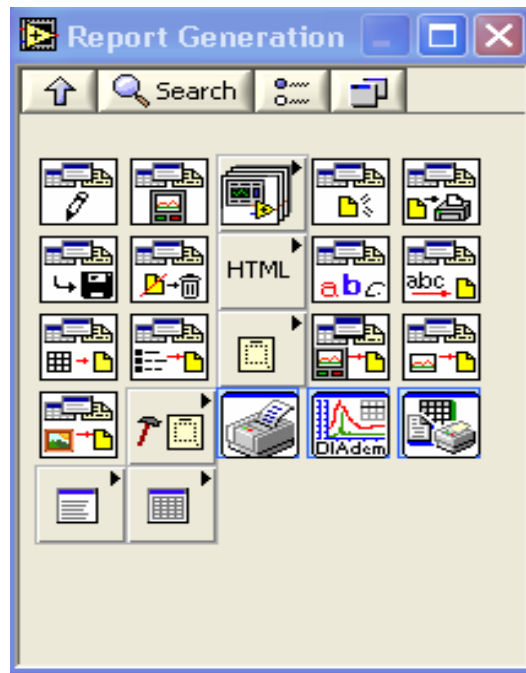 Report Generation
Search
HTML
abc
abc
DIAdem